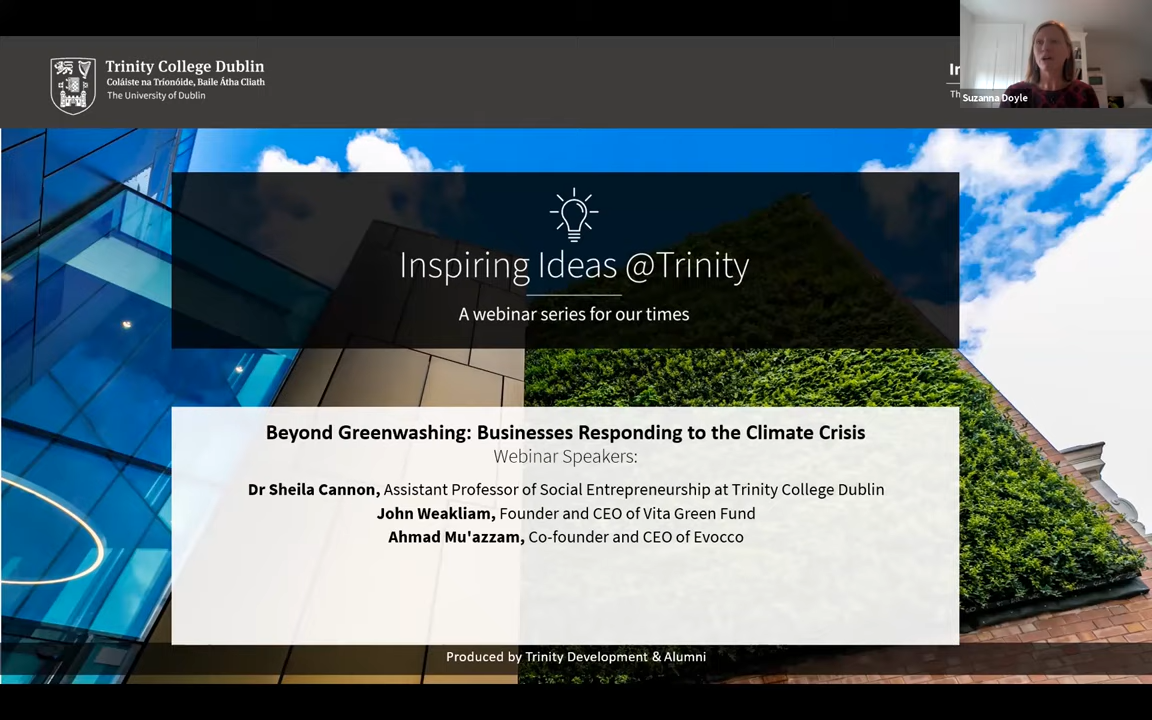 Trinity College Dublin
Coláiste na Tríonóide, Baile Átha Cliath
The University of Dublin
Suzanna Doyle
Inspiring Ideas @Trinity
A webinar series for our times
Beyond Greenwashing: Businesses Responding to the Climate Crisis
Webinar Speakers:
Dr Sheila Cannon, Assistant Professor of Social Entrepreneurship at Trinity College Dublin
John Weakliam, Founder and CEO of Vita Green Fund
Ahmad Mu'azzam, Co-founder and CEO of Evocco
Produced by Trinity Development & Alumni